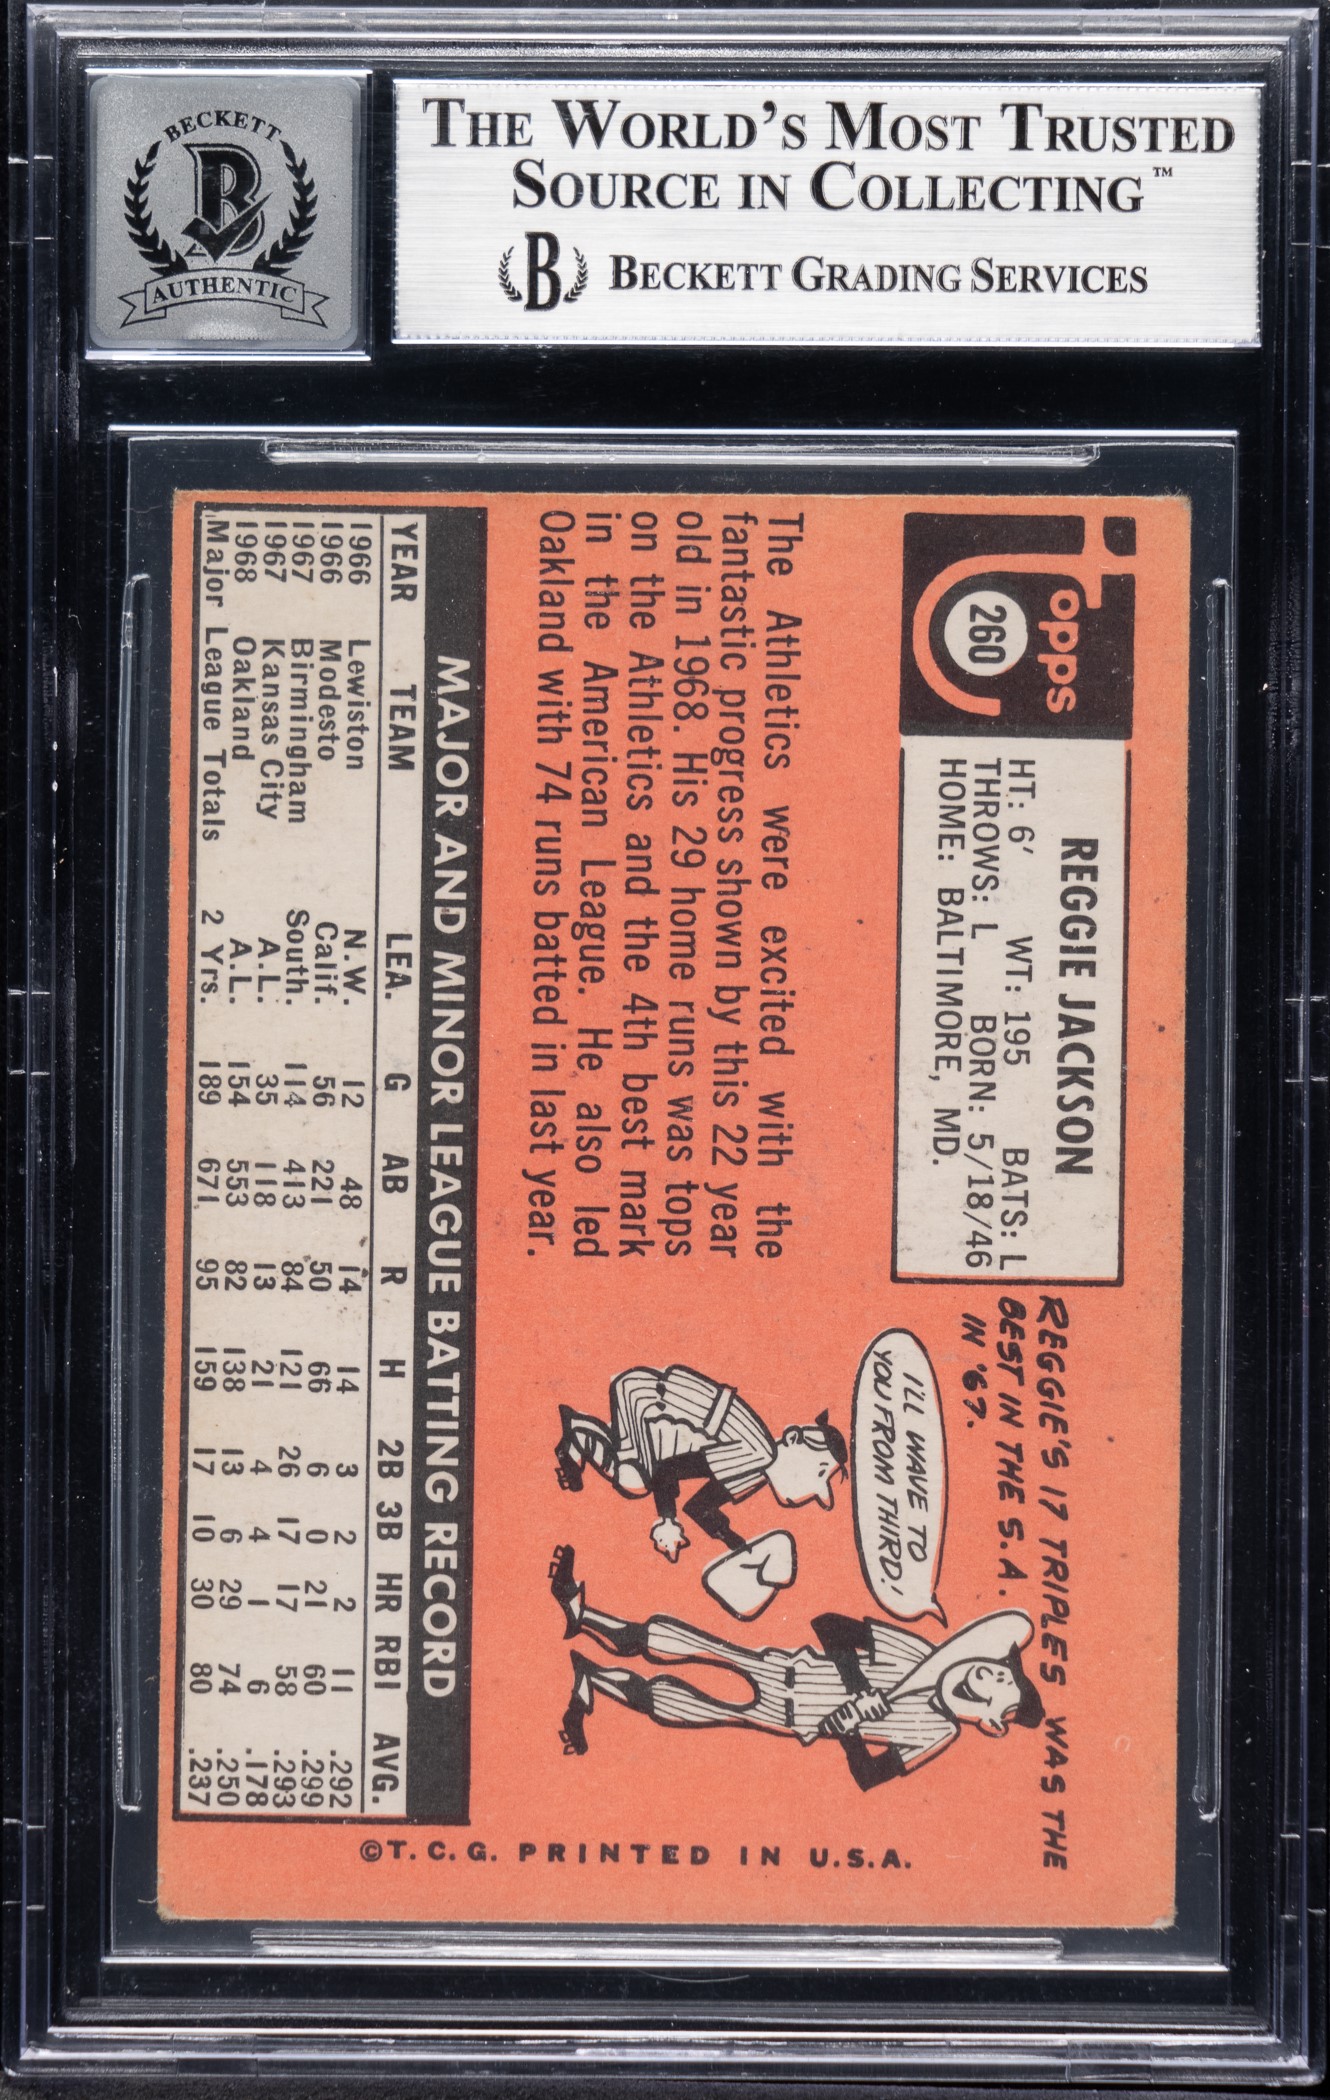 BECKETT
B
AUTHENTIC
THE WORLD'S MOST TRUSTED
SOURCE IN COLLECTING™
B BECKETT GRADING SERVICES
Topps
260
REGGIE JACKSON
HT: 6' WT: 195 BATS: L
THROWS: L BORN: 5/18/46
HOME: BALTIMORE, MD.
The Athletics were excited with the
fantastic progress shown by this 22 year
old in 1968. His 29 home runs was tops
on the Athletics and the 4th best mark
in the American League. He also led
Oakland with 74 runs batted in last year.
REGGIE'S 17 TRIPLES WAS THE
BEST IN THE S.A.
IN '67.
I'LL WAVE TO
YOU FROM THIRD!
MAJOR AND MINOR LEAGUE BATTING RECORD
YEAR TEAM LEA. G AB R H 2B 3B HR RBI AVG.
1966 Lewiston N.W. 12 48 14 14 3 2 2 11 .292
1966 Modesto Calif. 56 221 50 66 6 0 21 60 .299
1967 Birmingham South. 114 413 84 121 26 17 17 58 .293
1967 Kansas City A.L. 35 118 13 21 4 4 1 6 .178
1968 Oakland A.L. 154 553 82 138 13 6 29 74 .250
Major League Totals 2 Yrs. 189 671 95 159 17 10 30 80 .237
©T.C.G. PRINTED IN U.S.A.